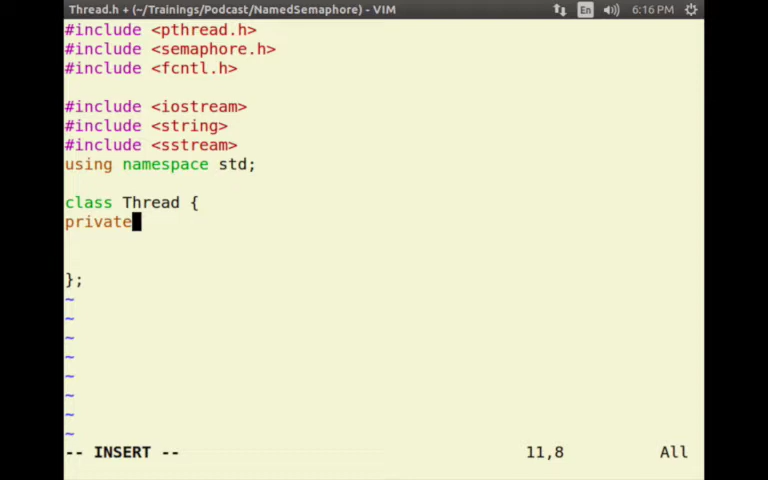 Thread.h + (~/Trainings/Podcast/NamedSemaphore) - VIM En 6:16 PM
#include <pthread.h>
#include <semaphore.h>
#include <fcntl.h>
#include <iostream>
#include <string>
#include <sstream>
using namespace std;
class Thread {
private
};
~
~
~
~
~
~
~
~
-- INSERT -- 11,8 All